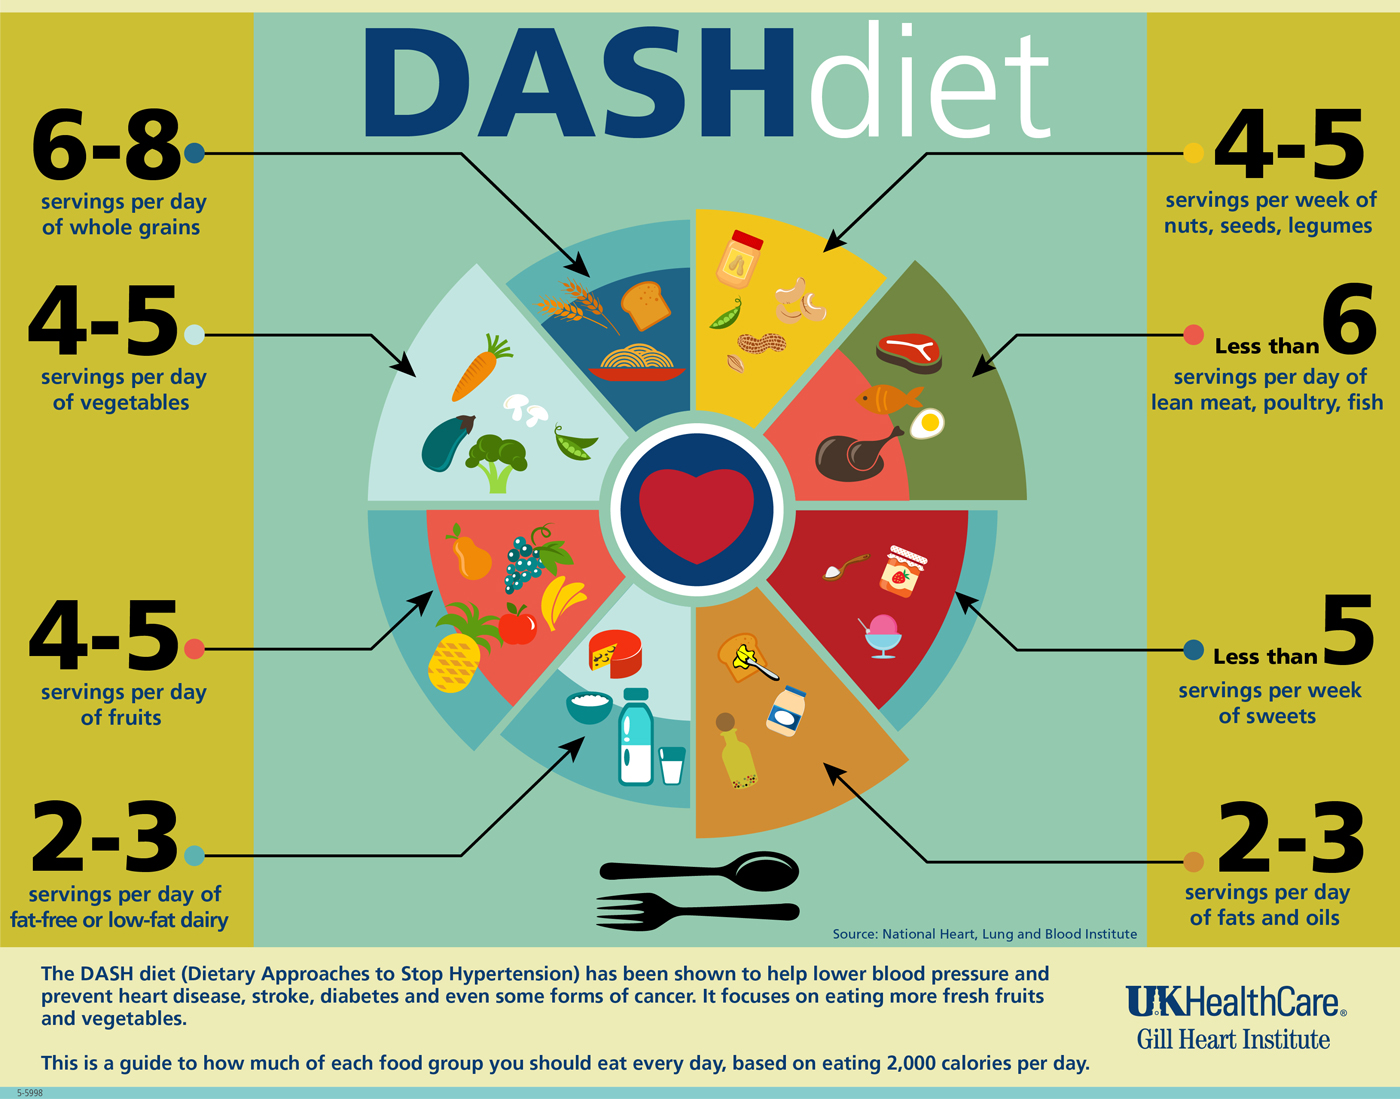 DASHdiet
6-8
servings per day
of whole grains
4-5
servings per day
of vegetables
4-5
servings per day
of fruits
2-3
servings per day of
fat-free or low-fat dairy
4-5
servings per week of
nuts, seeds, legumes
Less than 6
servings per day of
lean meat, poultry, fish
Less than 5
servings per week
of sweets
2-3
servings per day
of fats and oils
Source: National Heart, Lung and Blood Institute
The DASH diet (Dietary Approaches to Stop Hypertension) has been shown to help lower blood pressure and
prevent heart disease, stroke, diabetes and even some forms of cancer. It focuses on eating more fresh fruits
and vegetables.
This is a guide to how much of each food group you should eat every day, based on eating 2,000 calories per day.
UKHealthCare®
Gill Heart Institute
5-5998